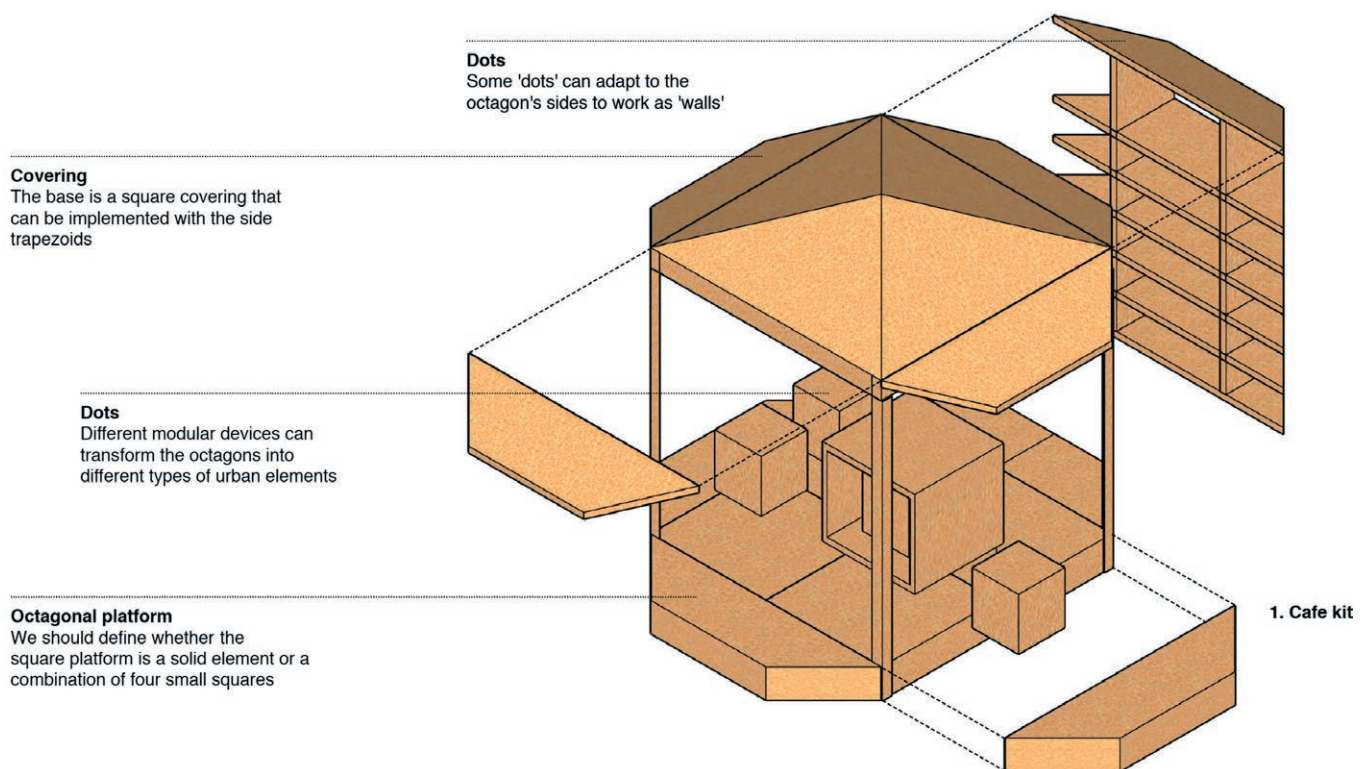 Dots
Some 'dots' can adapt to the
octagon's sides to work as 'walls'
Covering
The base is a square covering that
can be implemented with the side
trapezoids
Dots
Different modular devices can
transform the octagons into
different types of urban elements
Octagonal platform
We should define whether the
square platform is a solid element or a
combination of four small squares
1. Cafe kit